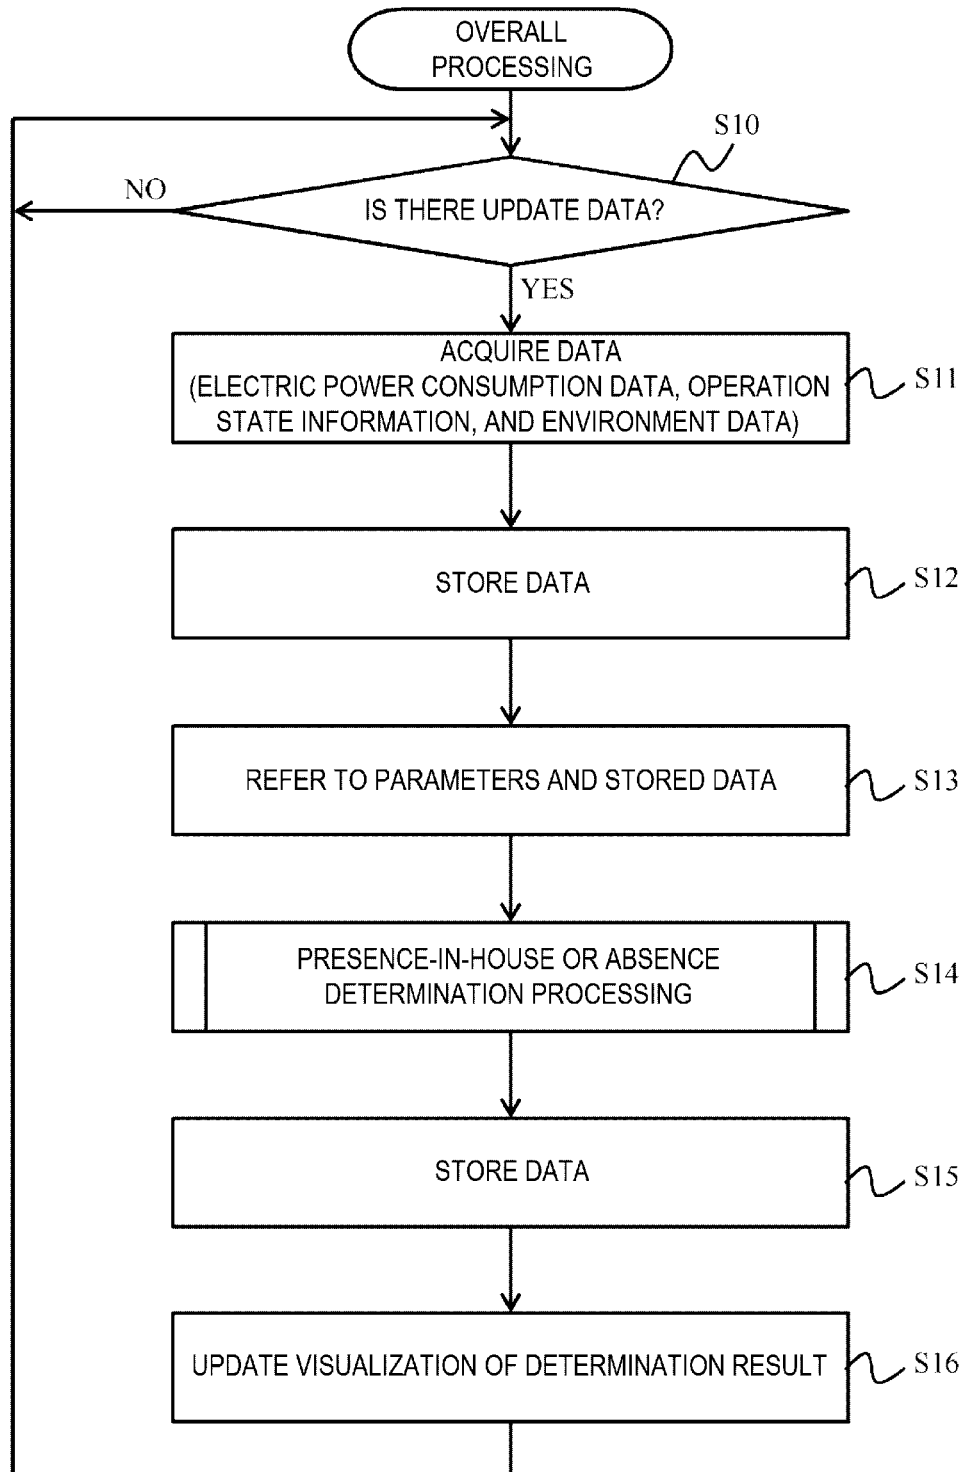 OVERALL
PROCESSING
S10
NO
IS THERE UPDATE DATA?
YES
ACQUIRE DATA
(ELECTRIC POWER CONSUMPTION DATA, OPERATION
STATE INFORMATION, AND ENVIRONMENT DATA)
S11
STORE DATA
S12
REFER TO PARAMETERS AND STORED DATA
S13
PRESENCE-IN-HOUSE OR ABSENCE
DETERMINATION PROCESSING
S14
STORE DATA
S15
UPDATE VISUALIZATION OF DETERMINATION RESULT
S16